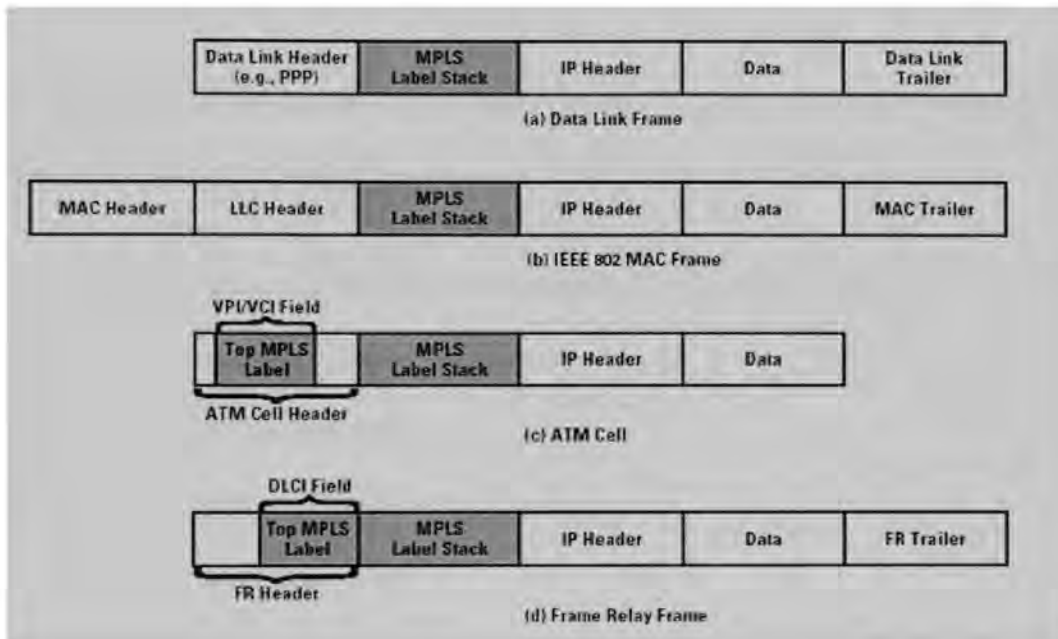 Data Link Header
(e.g., PPP)
MPLS
Label Stack
IP Header
Data
Data Link
Trailer
(a) Data Link Frame
MAC Header
LLC Header
MPLS
Label Stack
IP Header
Data
MAC Trailer
(b) IEEE 802 MAC Frame
VPI/VCI Field
Top MPLS
Label
MPLS
Label Stack
IP Header
Data
ATM Cell Header
(c) ATM Cell
DLCI Field
Top MPLS
Label
MPLS
Label Stack
IP Header
Data
FR Trailer
FR Header
(d) Frame Relay Frame